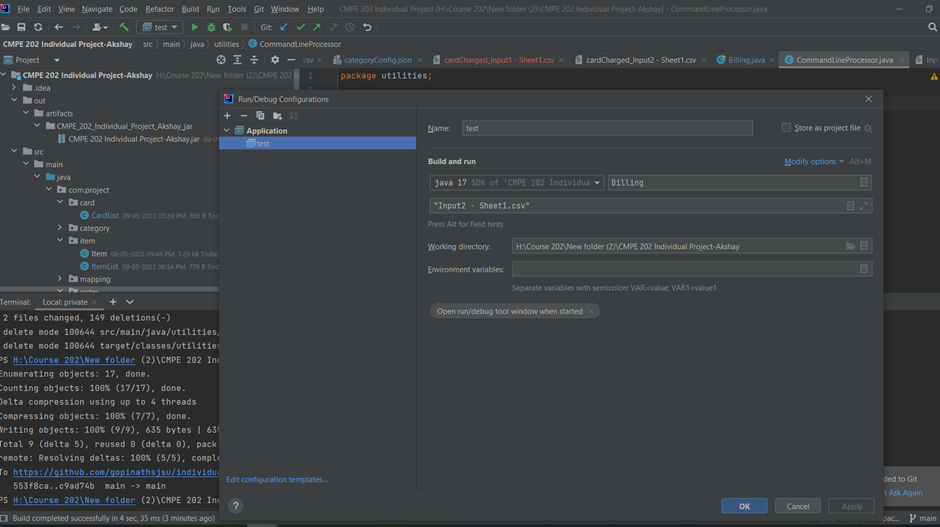 File Edit View Navigate Code Refactor Build Run Tools Git Window Help CMPE 202 Individual Project [H:\Course 202\New folder (2)\CMPE 202 Individual Project-Akshay] - CommandLineProcessor.java
test Git:
CMPE 202 Individual Project-Akshay src main java utilities CommandLineProcessor
Project .csv categoryConfig.json cardCharged_Input1 - Sheet1.csv cardCharged_Input2 - Sheet1.csv Billing.java CommandLineProcessor.java Inp
CMPE 202 Individual Project-Akshay H:\Course 202\New folder (2)\CMPE 202
1 package utilities;
.idea
out
artifacts
CMPE_202_Individual_Project_Akshay_jar
CMPE 202 Individual Project-Akshay.jar 09-05
src
main
java
com.project
card
CardList 09-05-2022 05:59 PM, 856 B Tod
category
item
Item 08-05-2022 09:46 PM, 1.29 kB Today
ItemList 09-05-2022 06:54 PM, 779 B Tod
mapping
order
Run/Debug Configurations
Application
test
Edit configuration templates...
Name: test
Store as project file
Build and run
Modify options Alt+M
java 17 SDK of 'CMPE 202 Individua
Billing
"Input2 - Sheet1.csv"
Press Alt for field hints
Working directory: H:\Course 202\New folder (2)\CMPE 202 Individual Project-Akshay
Environment variables:
Separate variables with semicolon: VAR=value; VAR1=value1
Open run/debug tool window when started
? OK Cancel Apply
Terminal: Local: private
2 files changed, 149 deletions(-)
delete mode 100644 src/main/java/utilities/
delete mode 100644 target/classes/utilities
PS H:\Course 202\New folder (2)\CMPE 202 Ind
Enumerating objects: 17, done.
Counting objects: 100% (17/17), done.
Delta compression using up to 4 threads
Compressing objects: 100% (7/7), done.
Writing objects: 100% (9/9), 635 bytes | 635
Total 9 (delta 5), reused 0 (delta 0), pack-
remote: Resolving deltas: 100% (5/5), comple
To https://github.com/gopinathsjsu/individua
553f8ca..c9ad74b main -> main
PS H:\Course 202\New folder (2)\CMPE 202 Ind
ded to Git
t Ask Again
Build completed successfully in 4 sec, 35 ms (3 minutes ago)
pac... main